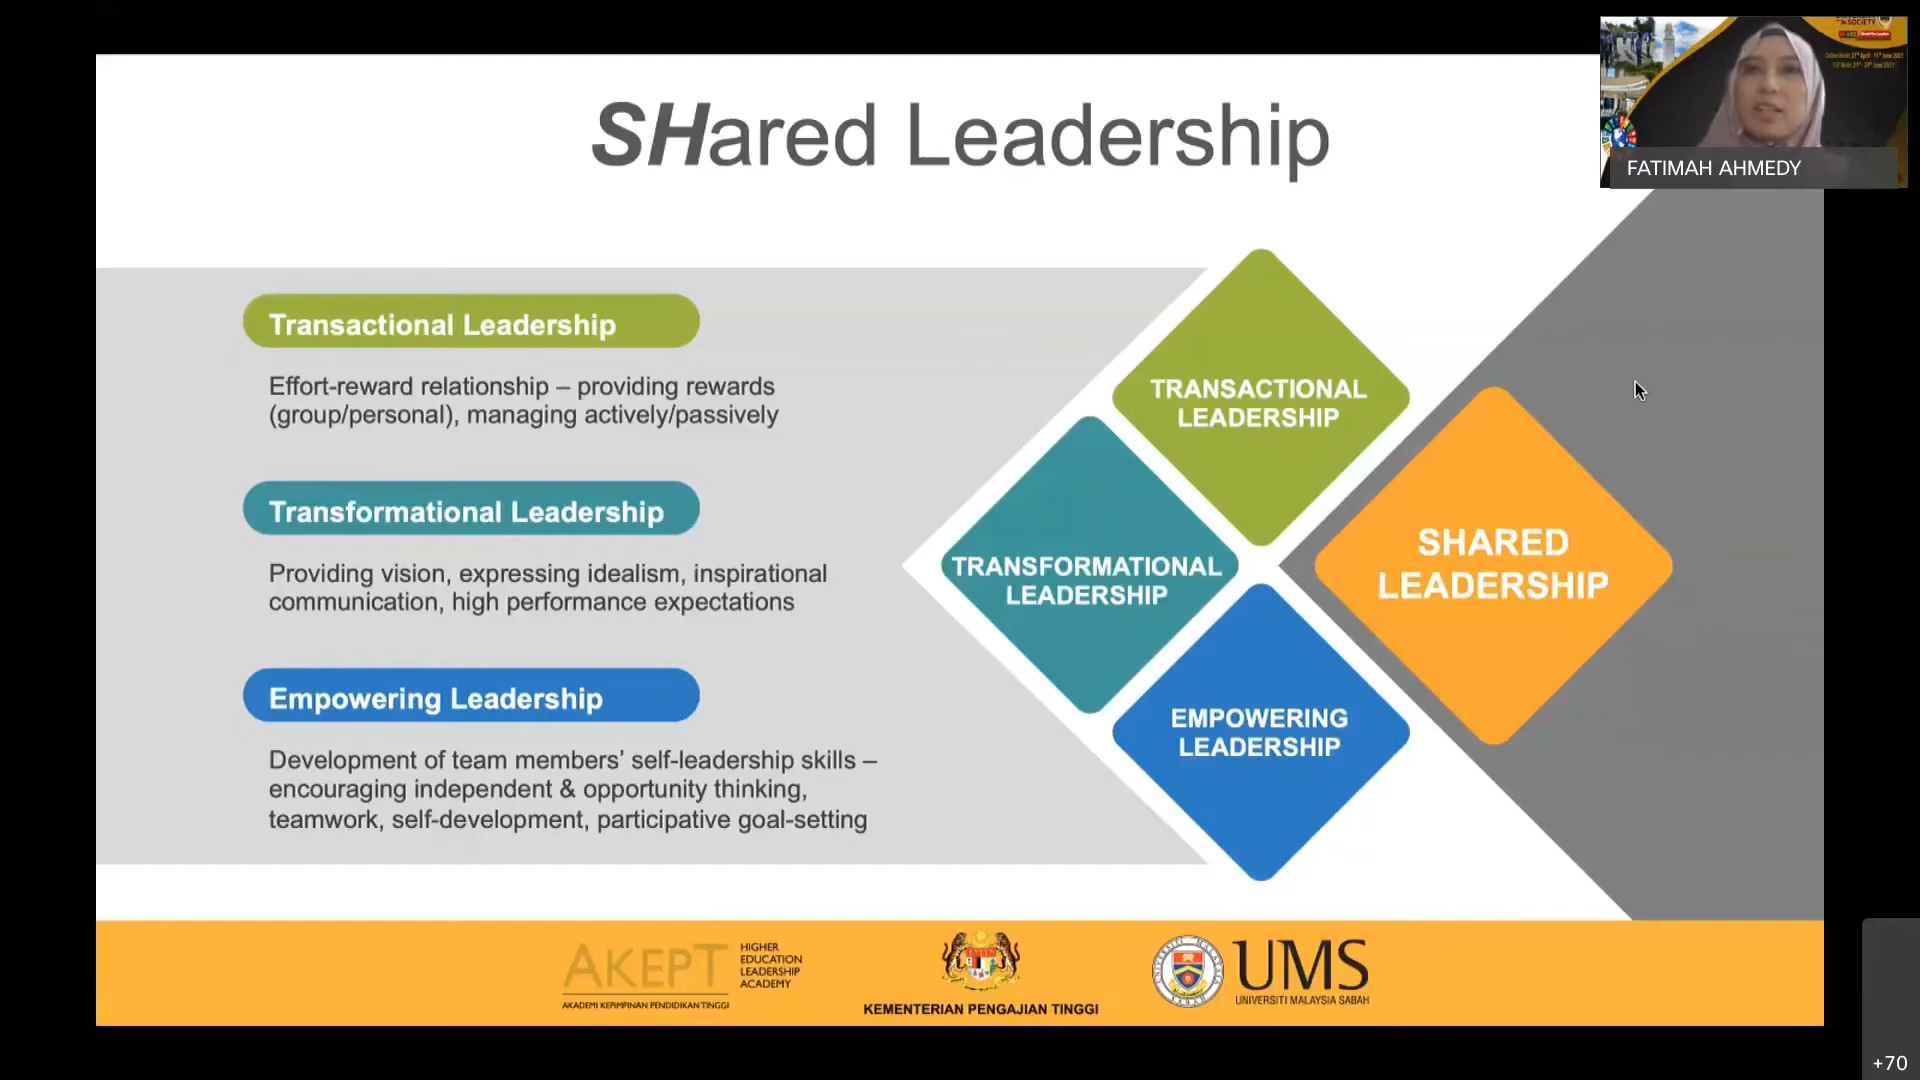 SHared Leadership
FATIMAH AHMEDY
Transactional Leadership
Effort-reward relationship – providing rewards
(group/personal), managing actively/passively
Transformational Leadership
Providing vision, expressing idealism, inspirational
communication, high performance expectations
Empowering Leadership
Development of team members’ self-leadership skills –
encouraging independent & opportunity thinking,
teamwork, self-development, participative goal-setting
TRANSACTIONAL
LEADERSHIP
TRANSFORMATIONAL
LEADERSHIP
EMPOWERING
LEADERSHIP
SHARED
LEADERSHIP
AKEPT
HIGHER
EDUCATION
LEADERSHIP
ACADEMY
AKADEMI KEPIMPINAN PENDIDIKAN TINGGI
KEMENTERIAN PENGAJIAN TINGGI
UMS
UNIVERSITI MALAYSIA SABAH
+70